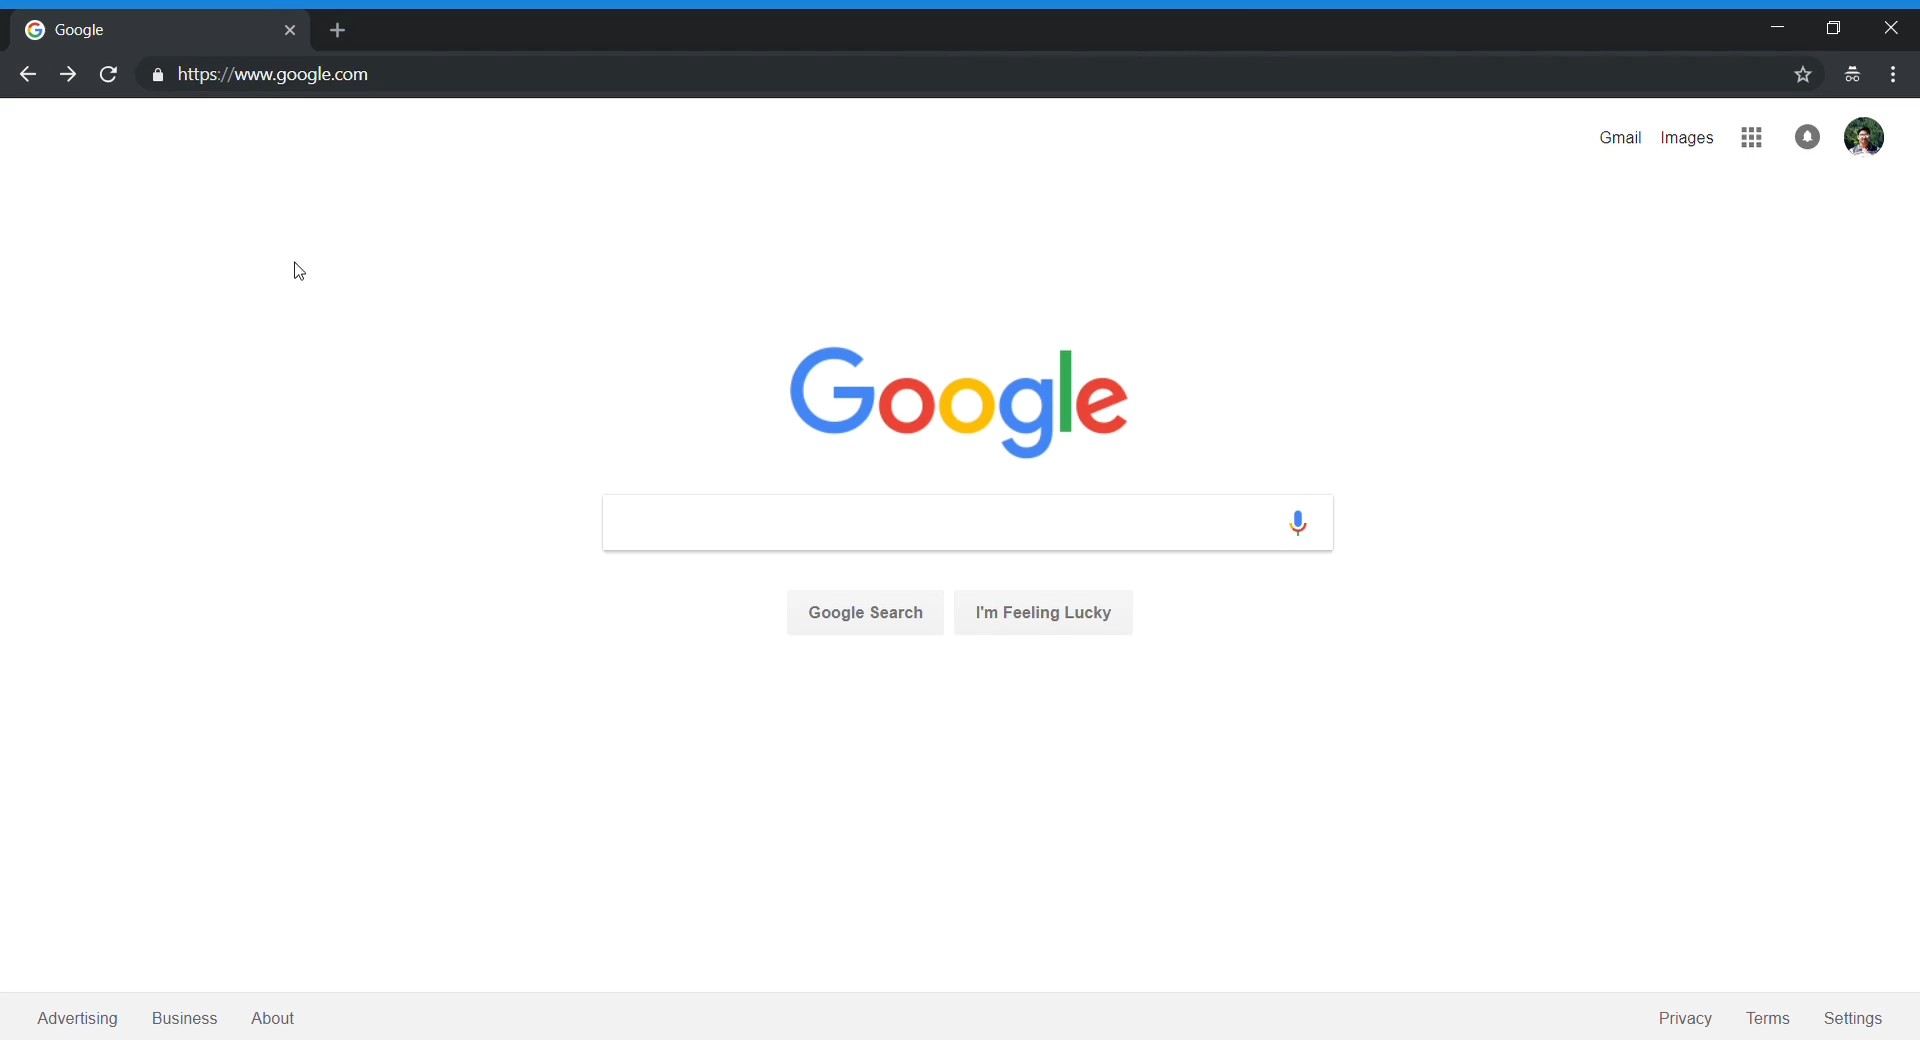 Google
https://www.google.com
Gmail Images
Google
Google Search I'm Feeling Lucky
Advertising Business About Privacy Terms Settings